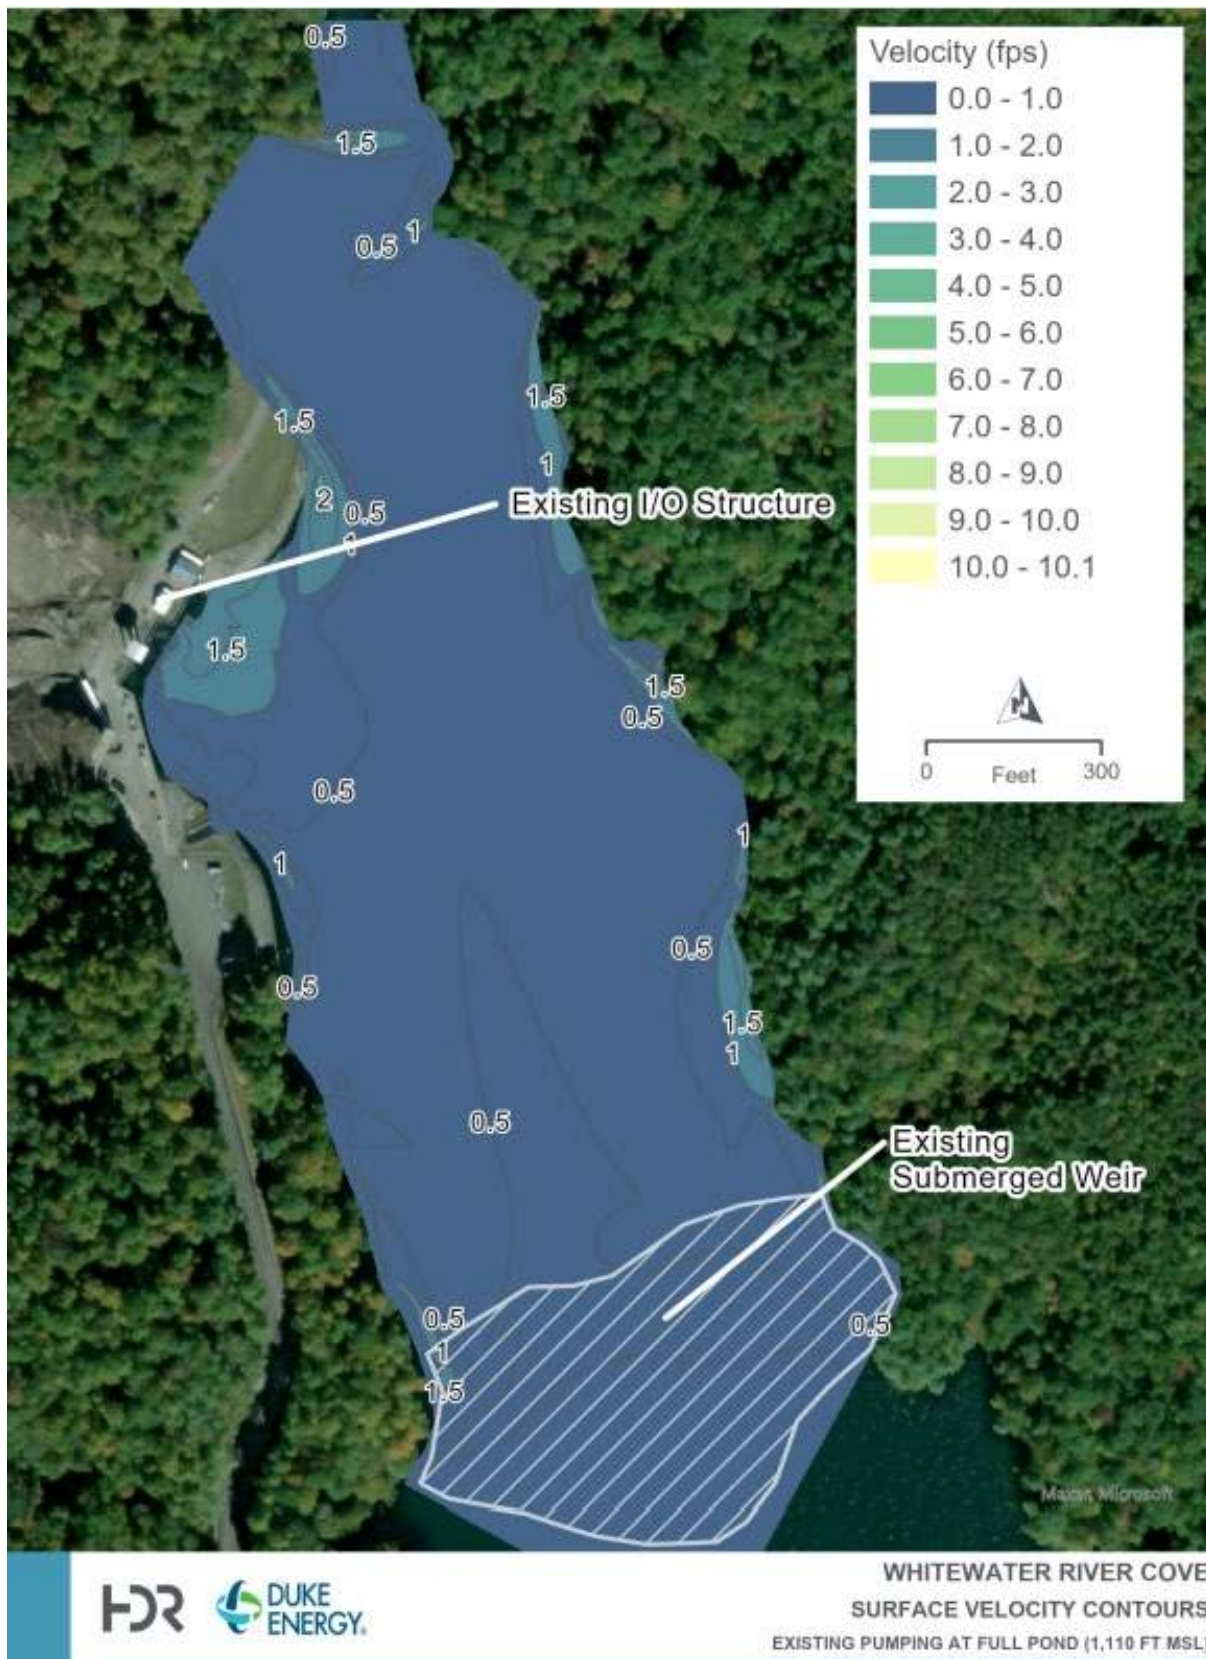 0.5
Velocity (fps)
0.0 - 1.0
1.0 - 2.0
2.0 - 3.0
3.0 - 4.0
4.0 - 5.0
5.0 - 6.0
6.0 - 7.0
7.0 - 8.0
8.0 - 9.0
9.0 - 10.0
10.0 - 10.1
N
0 Feet 300
1.5
1
0.5
1.5
1.5
1
2
0.5
1
Existing I/O Structure
1.5
1.5
0.5
0.5
1
1
0.5
0.5
1.5
1
0.5
Existing
Submerged Weir
0.5
1
1.5
0.5
Maxar, Microsoft
HDR
DUKE
ENERGY®
WHITEWATER RIVER COVE
SURFACE VELOCITY CONTOURS
EXISTING PUMPING AT FULL POND (1,110 FT MSL)